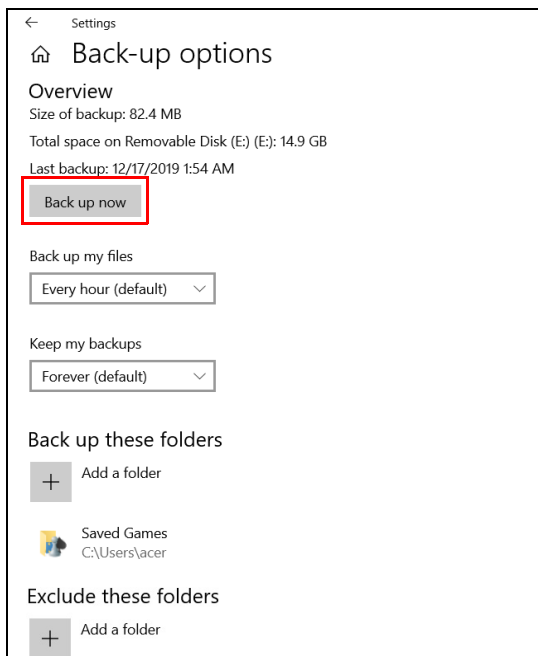 Settings
Back-up options
Overview
Size of backup: 82.4 MB
Total space on Removable Disk (E:) (E:): 14.9 GB
Last backup: 12/17/2019 1:54 AM
Back up now
Back up my files
Every hour (default)
Keep my backups
Forever (default)
Back up these folders
Add a folder
Saved Games
C:\Users\acer
Exclude these folders
Add a folder